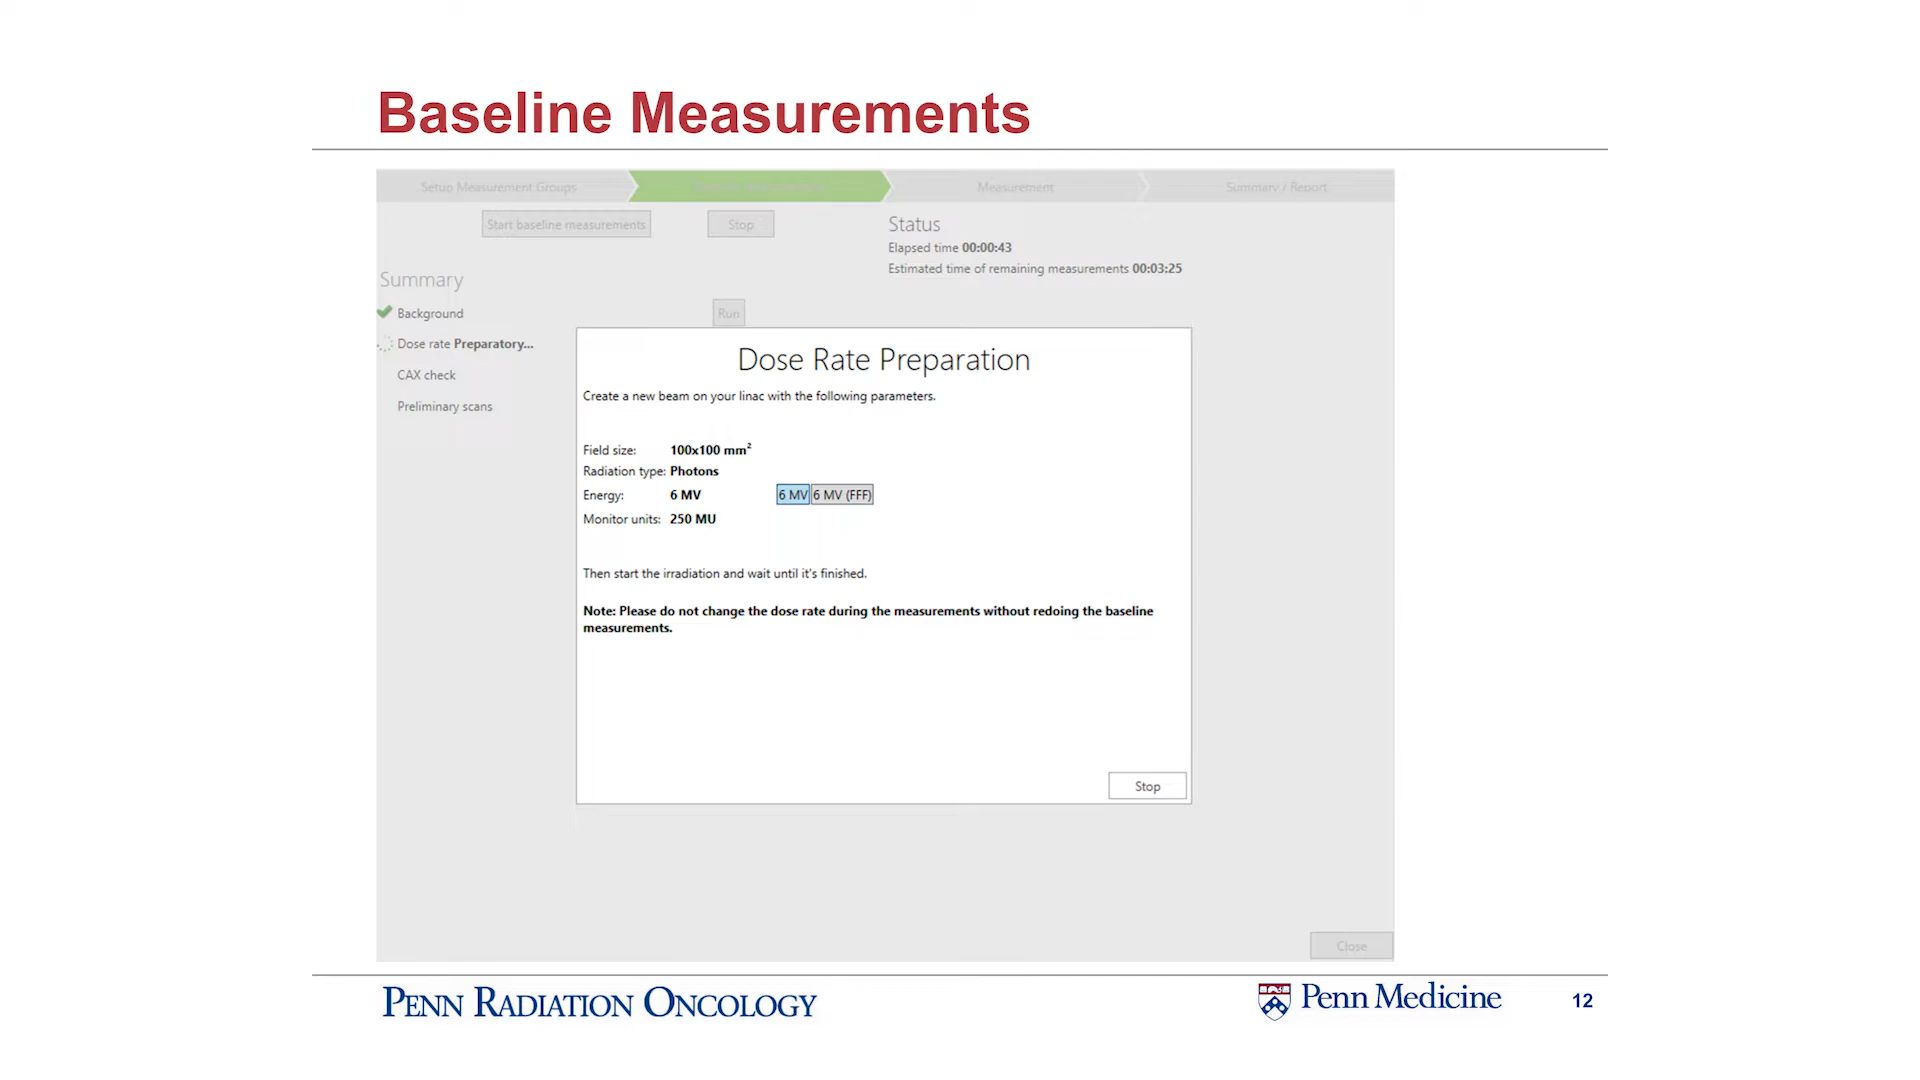 Baseline Measurements
Setup Measurement Groups
Measurement
Summary / Report
Start baseline measurements
Stop
Status
Elapsed time 00:00:43
Estimated time of remaining measurements 00:03:25
Summary
Background
Run
Dose rate Preparatory...
CAX check
Preliminary scans
Dose Rate Preparation
Create a new beam on your linac with the following parameters.
Field size: 100x100 mm²
Radiation type: Photons
Energy: 6 MV 6 MV 6 MV (FFF)
Monitor units: 250 MU
Then start the irradiation and wait until it's finished.
Note: Please do not change the dose rate during the measurements without redoing the baseline
measurements.
Stop
Close
PENN RADIATION ONCOLOGY
Penn Medicine
12